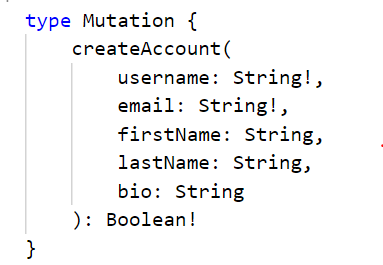 type Mutation {
    createAccount(
        username: String!,
        email: String!,
        firstName: String,
        lastName: String,
        bio: String
    ): Boolean!
}